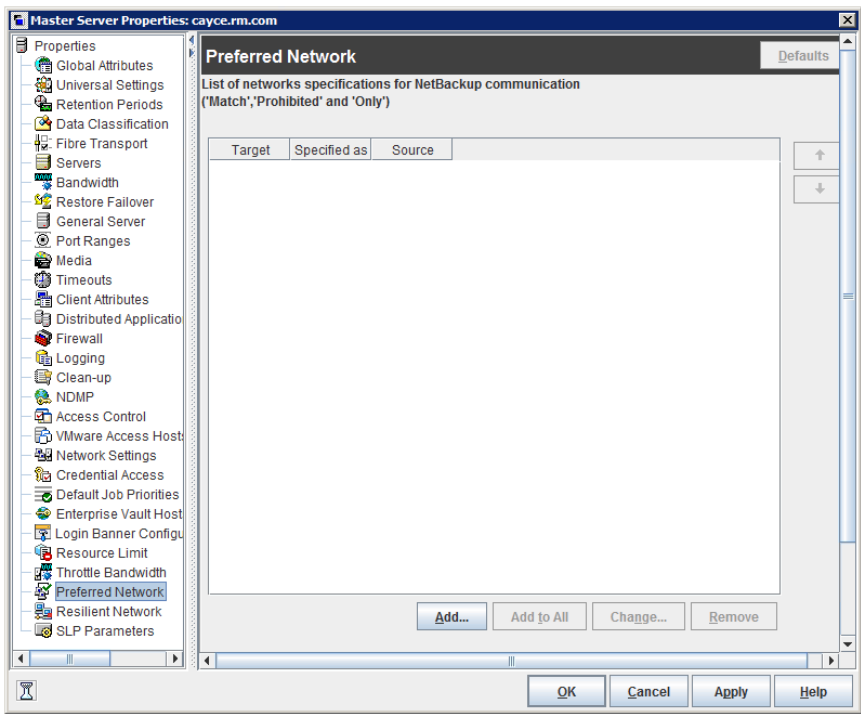 Master Server Properties: cayce.rm.com
Properties
Global Attributes
Universal Settings
Retention Periods
Data Classification
Fibre Transport
Servers
Bandwidth
Restore Failover
General Server
Port Ranges
Media
Timeouts
Client Attributes
Distributed Applicatio
Firewall
Logging
Clean-up
NDMP
Access Control
VMware Access Hosts
Network Settings
Credential Access
Default Job Priorities
Enterprise Vault Host
Login Banner Configu
Resource Limit
Throttle Bandwidth
Preferred Network
Resilient Network
SLP Parameters
Preferred Network
Defaults
List of networks specifications for NetBackup communication
('Match','Prohibited' and 'Only')
Target Specified as Source
Add... Add to All Change... Remove
OK Cancel Apply Help